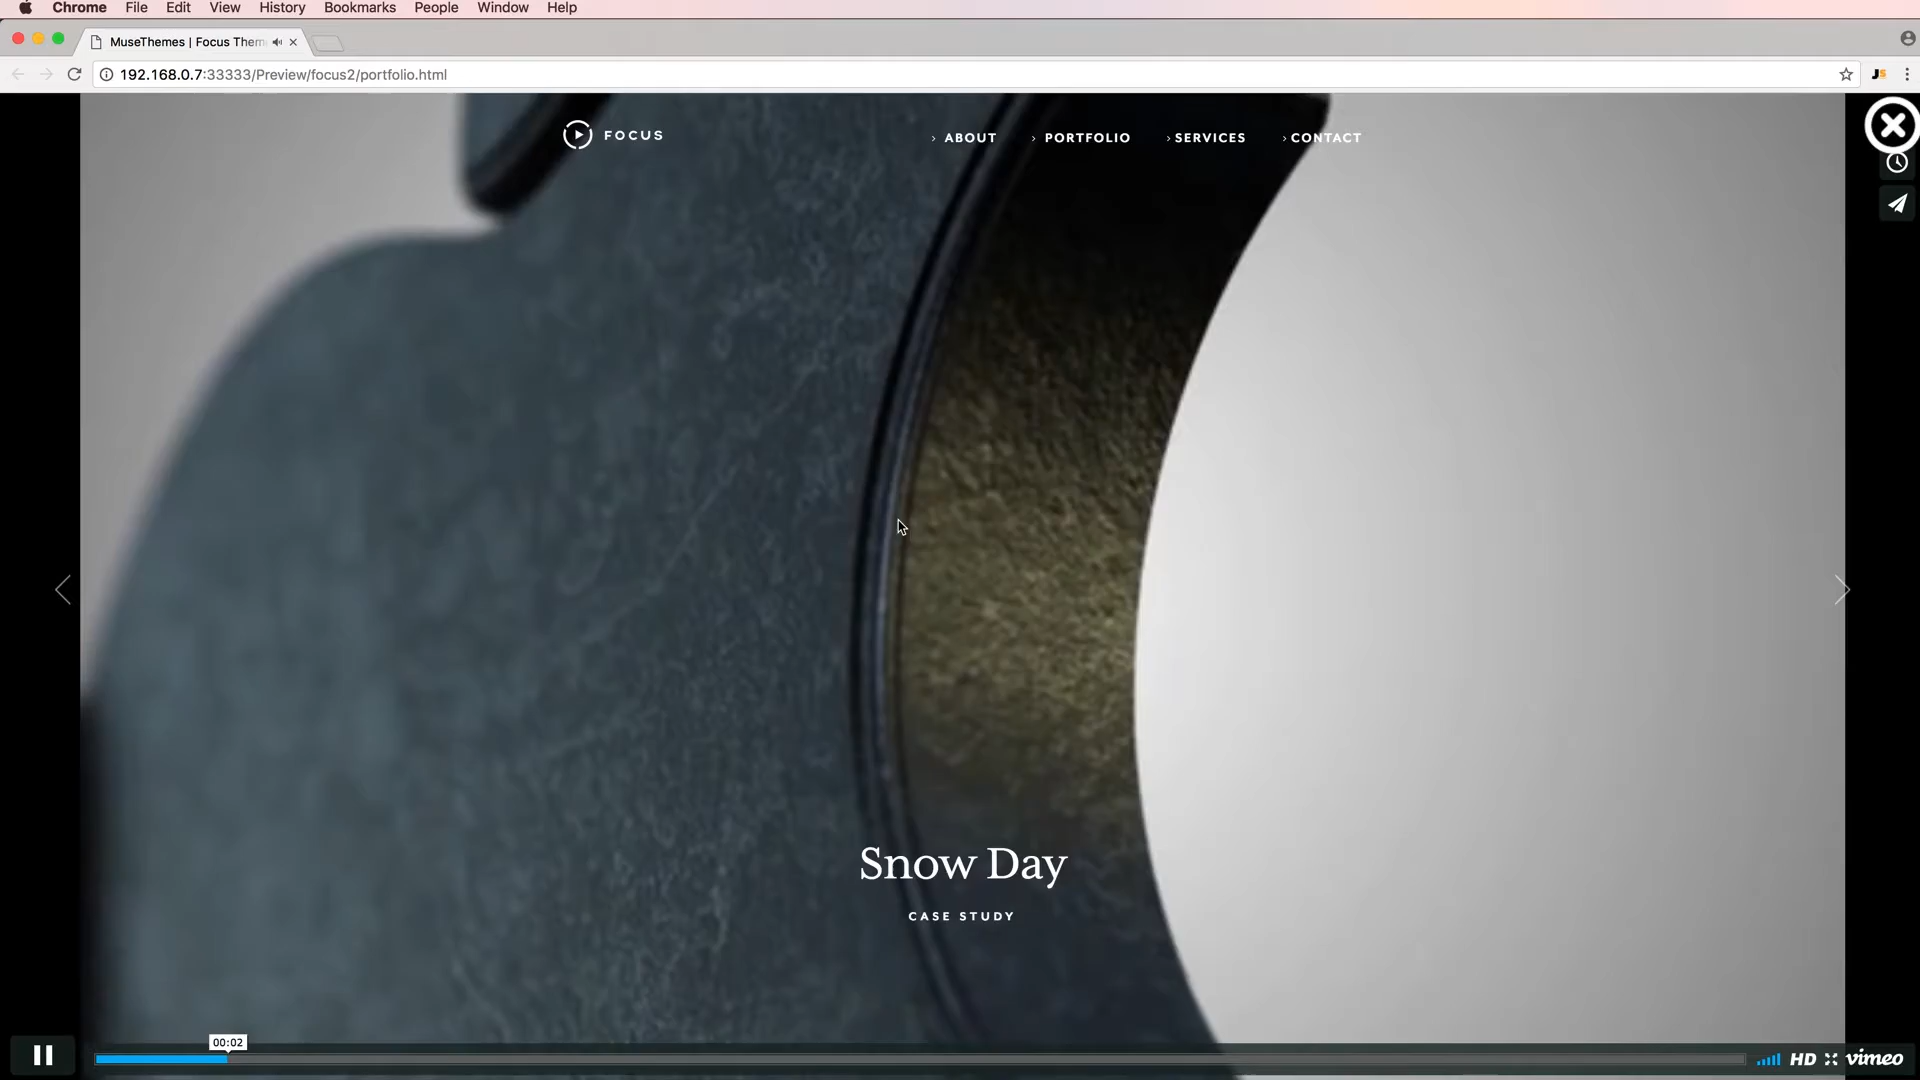 Chrome File Edit View History Bookmarks People Window Help
MuseThemes | Focus Them
192.168.0.7:33333/Preview/focus2/portfolio.html
JS
FOCUS
› ABOUT › PORTFOLIO › SERVICES › CONTACT
Snow Day
CASE STUDY
00:02
HD vimeo